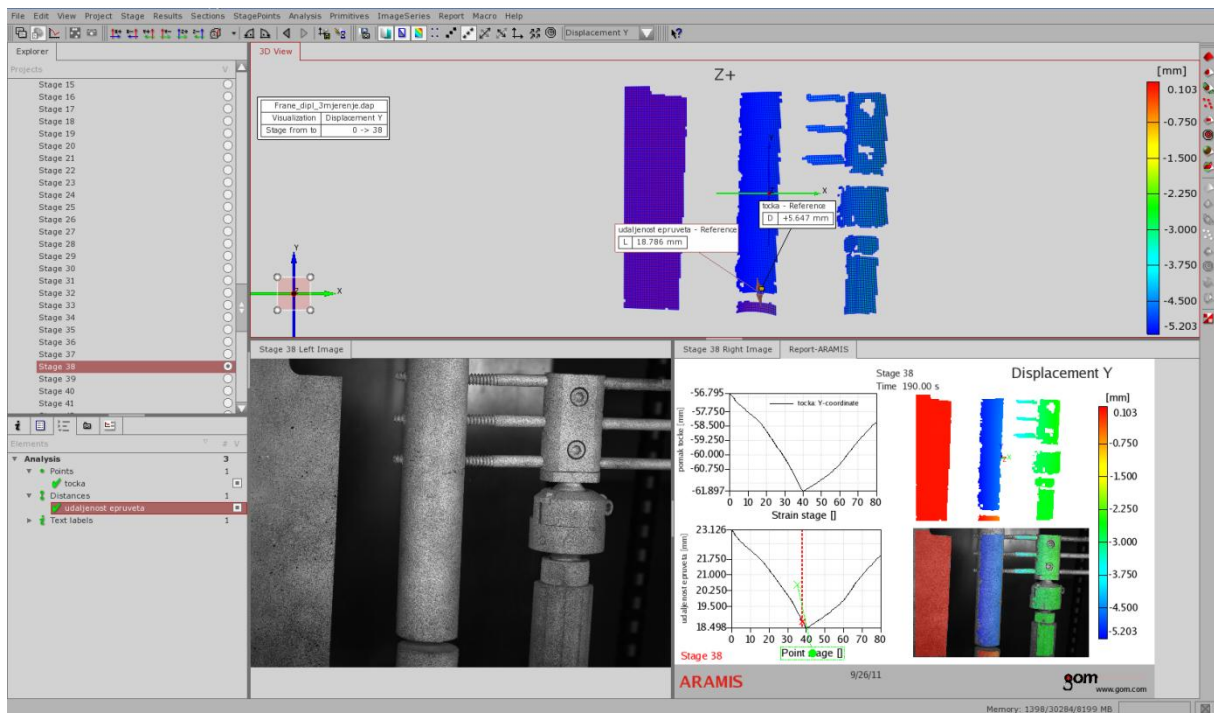 File Edit View Project Stage Results Sections StagePoints Analysis Primitives ImageSeries Report Macro Help
Displacement Y
Explorer
Projects V
Stage 15
Stage 16
Stage 17
Stage 18
Stage 19
Stage 20
Stage 21
Stage 22
Stage 23
Stage 24
Stage 25
Stage 26
Stage 27
Stage 28
Stage 29
Stage 30
Stage 31
Stage 32
Stage 33
Stage 34
Stage 35
Stage 36
Stage 37
Stage 38
Stage 39
Stage 40
Stage 41
Elements # V
Analysis 3
Points 1
tocka
Distances 1
udaljenost epruveta
Text labels 1
3D View
Frane_dipl_3mjerenje.dap
Visualization Displacement Y
Stage from to 0 -> 38
Z+
Y
Z X
X
tocka - Reference
D +5.647 mm
udaljenost epruveta - Reference
L 18.786 mm
[mm]
0.103
-0.750
-1.500
-2.250
-3.000
-3.750
-4.500
-5.203
Stage 38 Left Image
Stage 38 Right Image Report-ARAMIS
Stage 38
Time 190.00 s
Displacement Y
pomak tocke [mm]
-56.795
-57.750
-58.500
-59.250
-60.000
-60.750
-61.897
tocka: Y-coordinate
0 10 20 30 40 50 60 70 80
Strain stage []
udaljenost epruveta [mm]
23.126
21.750
21.000
20.250
19.500
18.498
0 10 20 30 40 50 60 70 80
[mm]
0.103
-0.750
-1.500
-2.250
-3.000
-3.750
-4.500
-5.203
Stage 38
ARAMIS
9/26/11
gom
www.gom.com
Memory: 1398/30284/8199 MB